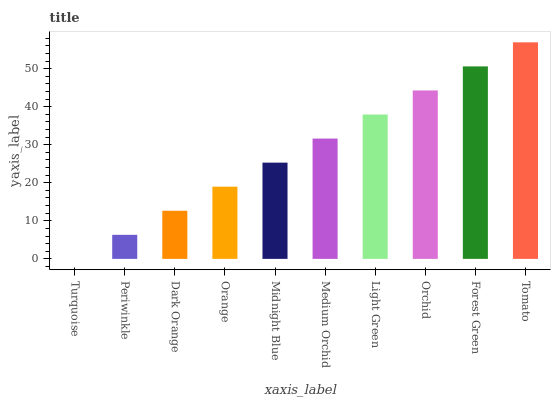 title
yaxis_label
50
40
30
20
10
0
Turquoise
Periwinkle
Dark Orange
Orange
Midnight Blue
Medium Orchid
Light Green
Orchid
Forest Green
Tomato
xaxis_label